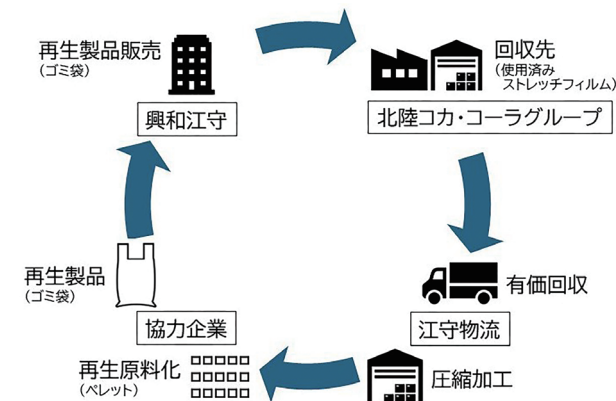 再生製品販売
(ゴミ袋)
興和江守
回収先
(使用済み
ストレッチフィルム)
北陸コカ・コーラグループ
有価回収
江守物流
圧縮加工
再生原料化
(ペレット)
再生製品
(ゴミ袋)
協力企業